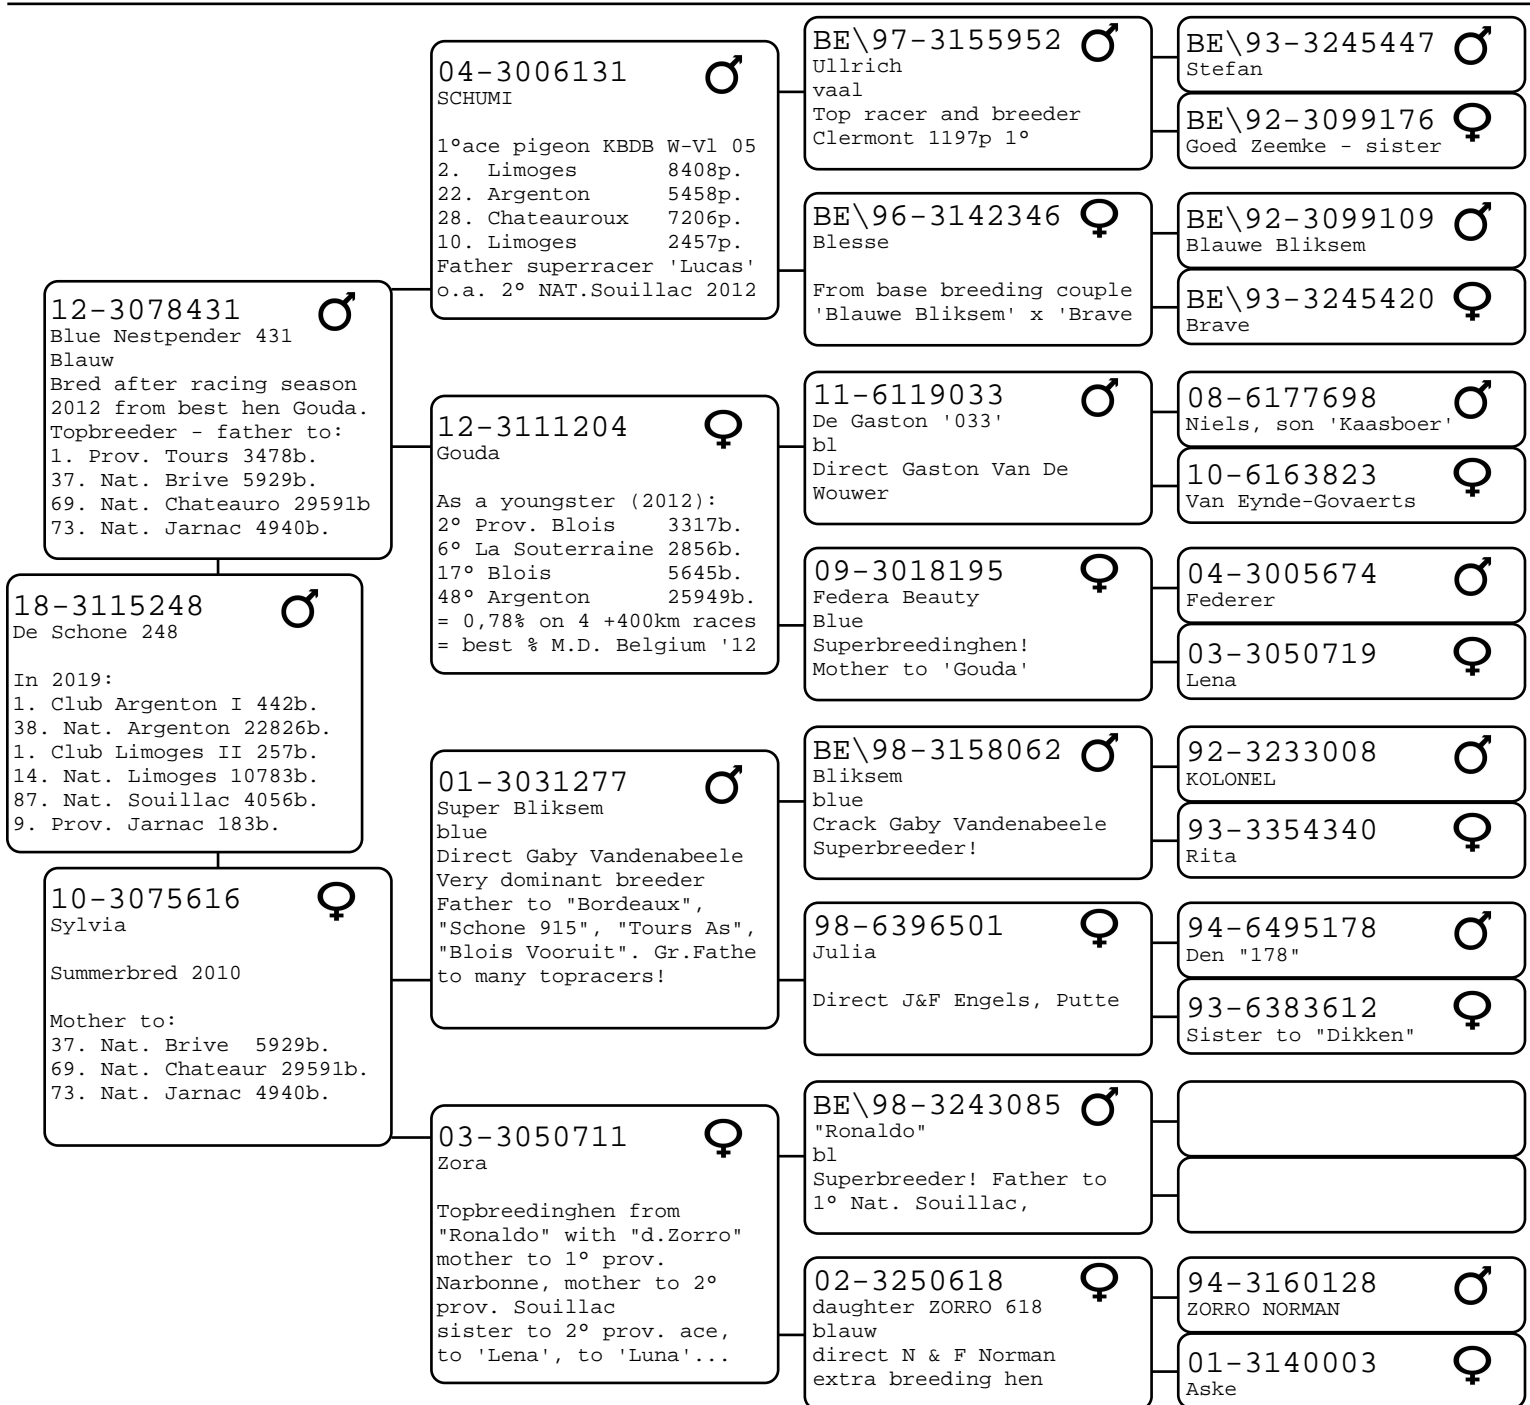 18-3115248
De Schone 248
In 2019:
1. Club Argenton I 442b.
38. Nat. Argenton 22826b.
1. Club Limoges II 257b.
14. Nat. Limoges 10783b.
87. Nat. Souillac 4056b.
9. Prov. Jarnac 183b.
12-3078431
Blue Nestpender 431
Blauw
Bred after racing season
2012 from best hen Gouda.
Topbreeder - father to:
1. Prov. Tours 3478b.
37. Nat. Brive 5929b.
69. Nat. Chateauro 29591b
73. Nat. Jarnac 4940b.
10-3075616
Sylvia
Summerbred 2010
Mother to:
37. Nat. Brive  5929b.
69. Nat. Chateaur 29591b.
73. Nat. Jarnac 4940b.
04-3006131
SCHUMI
1ºace pigeon KBDB W-Vl 05
2.  Limoges      8408p.
22. Argenton     5458p.
28. Chateauroux  7206p.
10. Limoges      2457p.
Father superracer 'Lucas'
o.a. 2º NAT.Souillac 2012
12-3111204
Gouda
As a youngster (2012):
2º Prov. Blois    3317b.
6º La Souterraine 2856b.
17º Blois         5645b.
48º Argenton      25949b.
= 0,78% on 4 +400km races
= best % M.D. Belgium '12
01-3031277
Super Bliksem
blue
Direct Gaby Vandenabeele
Very dominant breeder
Father to "Bordeaux",
"Schone 915", "Tours As",
"Blois Vooruit". Gr.Fathe
to many topracers!
03-3050711
Zora
Topbreedinghen from
"Ronaldo" with "d.Zorro"
mother to 1º prov.
Narbonne, mother to 2º
prov. Souillac
sister to 2º prov. ace,
to 'Lena', to 'Luna'...
BE\97-3155952
Ullrich
vaal
Top racer and breeder
Clermont 1197p 1º
BE\96-3142346
Blesse
From base breeding couple
'Blauwe Bliksem' x 'Brave
11-6119033
De Gaston '033'
bl
Direct Gaston Van De
Wouwer
09-3018195
Federa Beauty
Blue
Superbreedinghen!
Mother to 'Gouda'
BE\98-3158062
Bliksem
blue
Crack Gaby Vandenabeele
Superbreeder!
98-6396501
Julia
Direct J&F Engels, Putte
BE\98-3243085
"Ronaldo"
bl
Superbreeder! Father to
1º Nat. Souillac,
02-3250618
daughter ZORRO 618
blauw
direct N & F Norman
extra breeding hen
BE\93-3245447
Stefan
BE\92-3099176
Goed Zeemke - sister
BE\92-3099109
Blauwe Bliksem
BE\93-3245420
Brave
08-6177698
Niels, son 'Kaasboer'
10-6163823
Van Eynde-Govaerts
04-3005674
Federer
03-3050719
Lena
92-3233008
KOLONEL
93-3354340
Rita
94-6495178
Den "178"
93-6383612
Sister to "Dikken"
94-3160128
ZORRO NORMAN
01-3140003
Aske